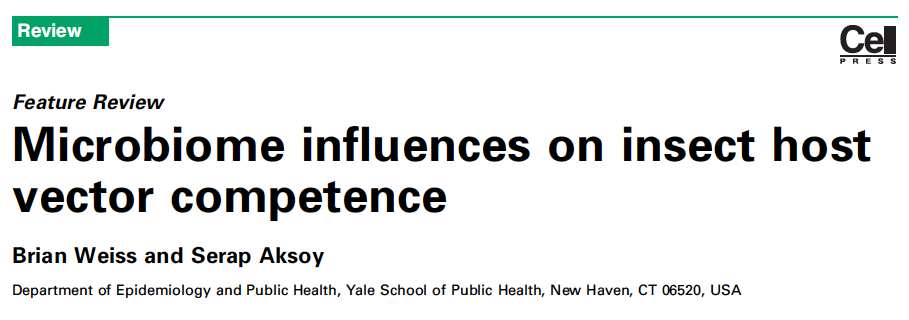 Review
Cell
PRESS
Feature Review
Microbiome influences on insect host
vector competence
Brian Weiss and Serap Aksoy
Department of Epidemiology and Public Health, Yale School of Public Health, New Haven, CT 06520, USA